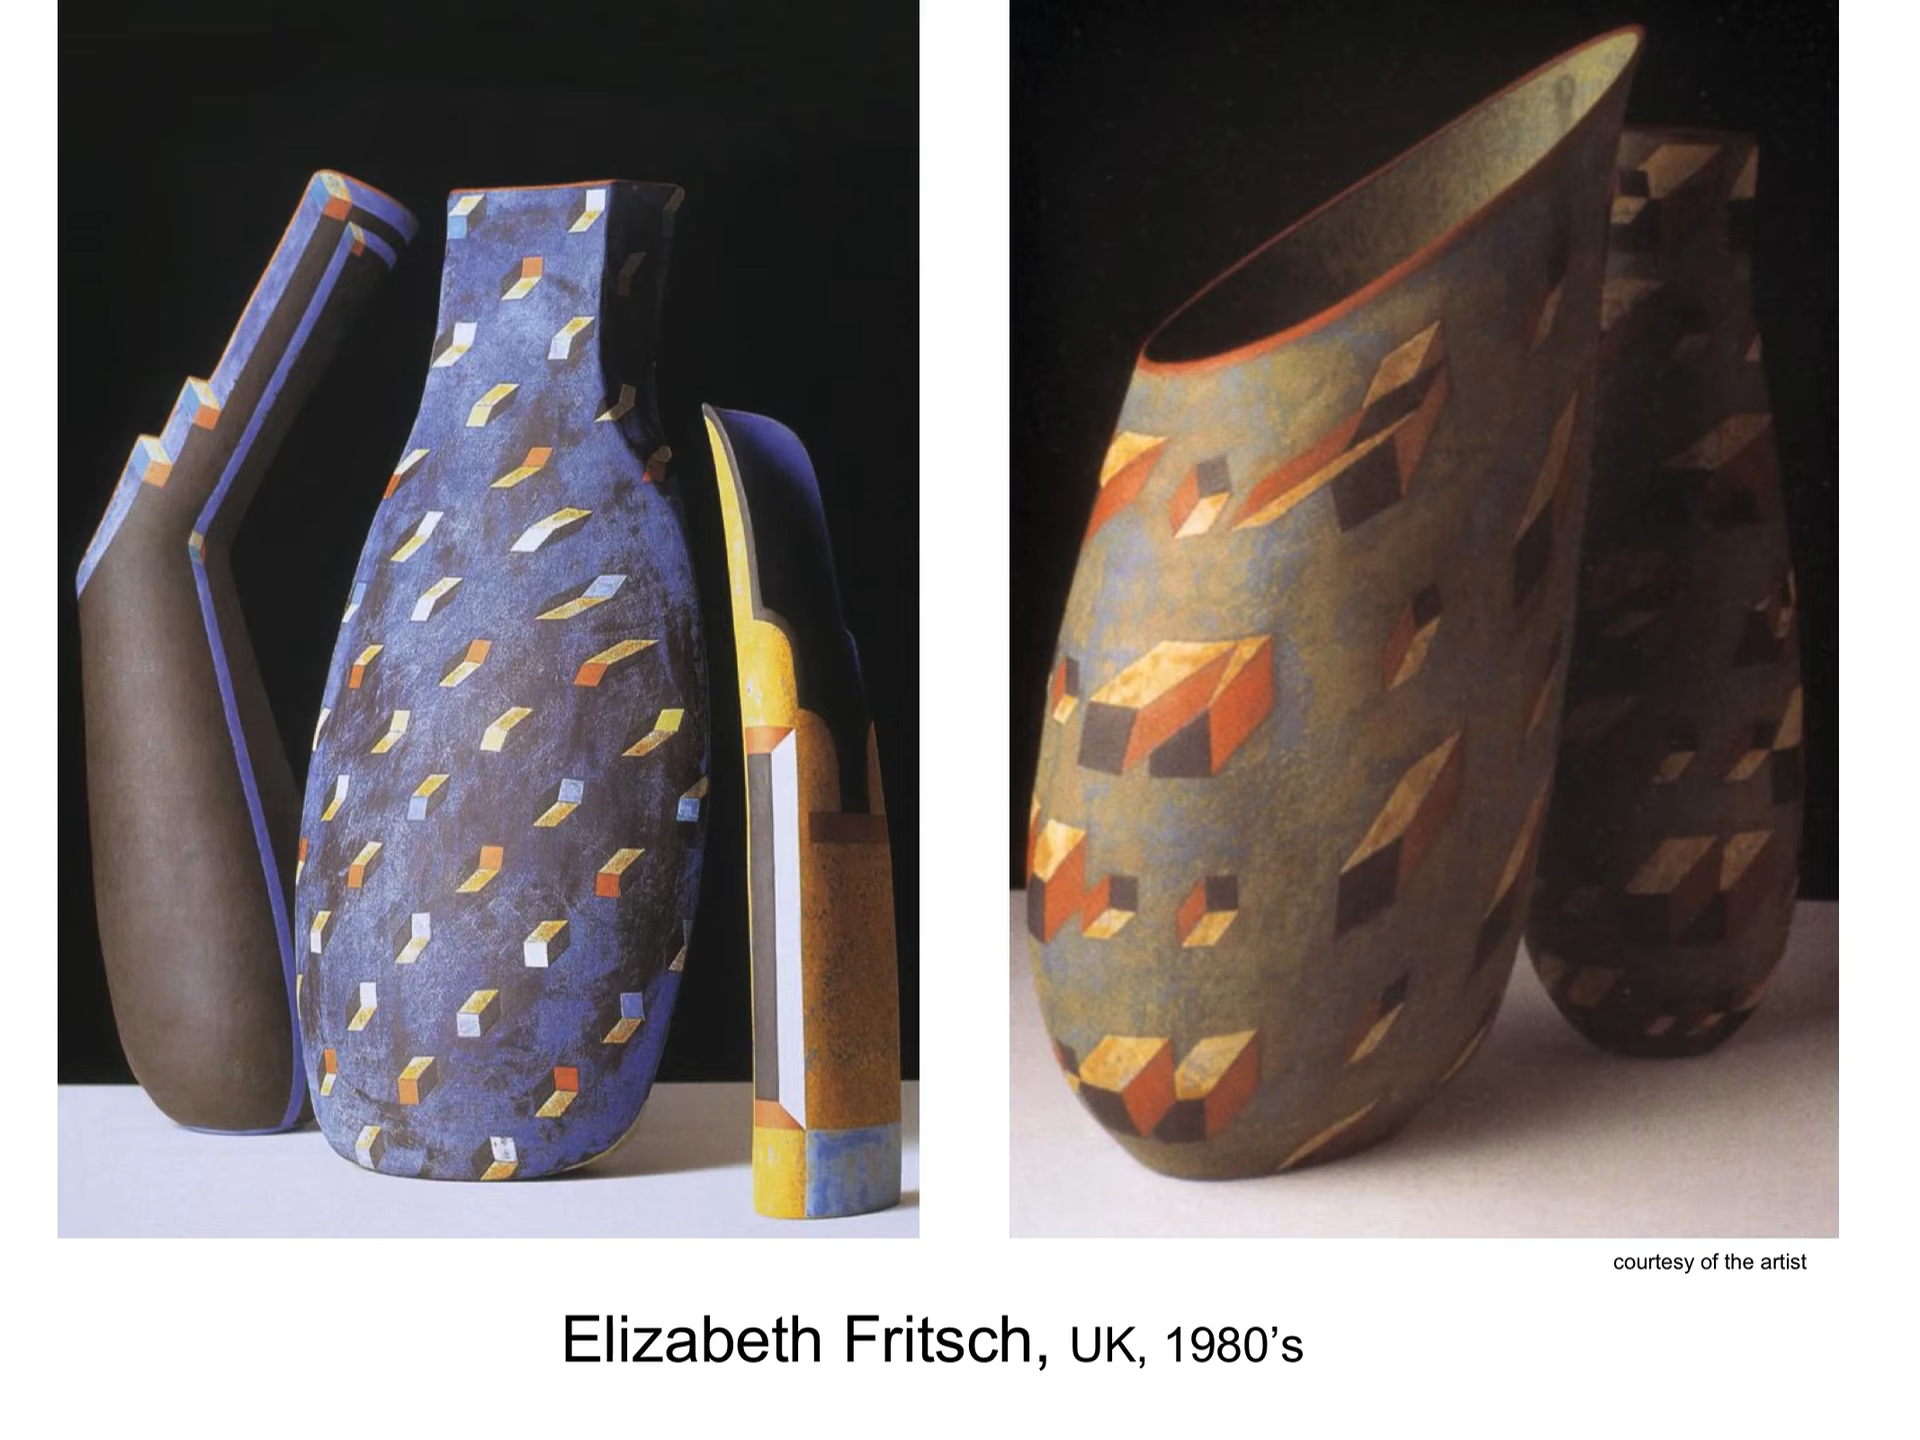 courtesy of the artist
Elizabeth Fritsch, UK, 1980’s